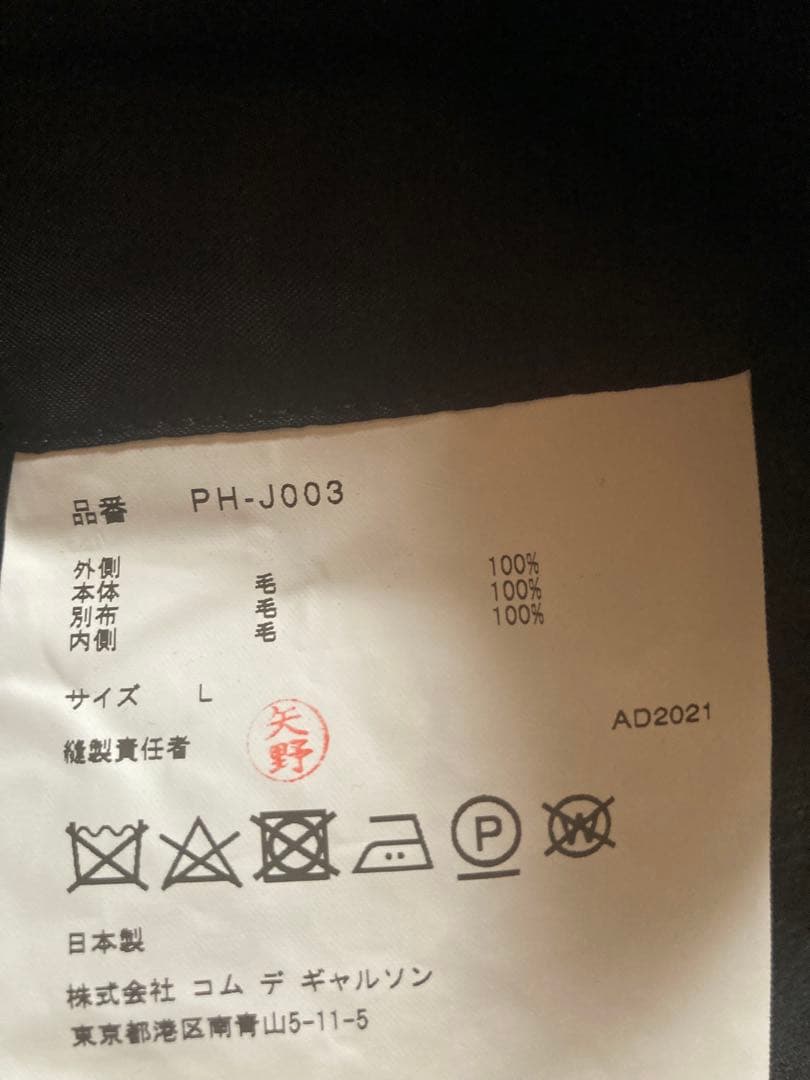 品番 PH-J003
外側
本体 毛 100%
別布 毛 100%
内側 毛 100%
サイズ L
AD2021
縫製責任者 矢野
P
W
日本製
株式会社 コム デ ギャルソン
東京都港区南青山5-11-5